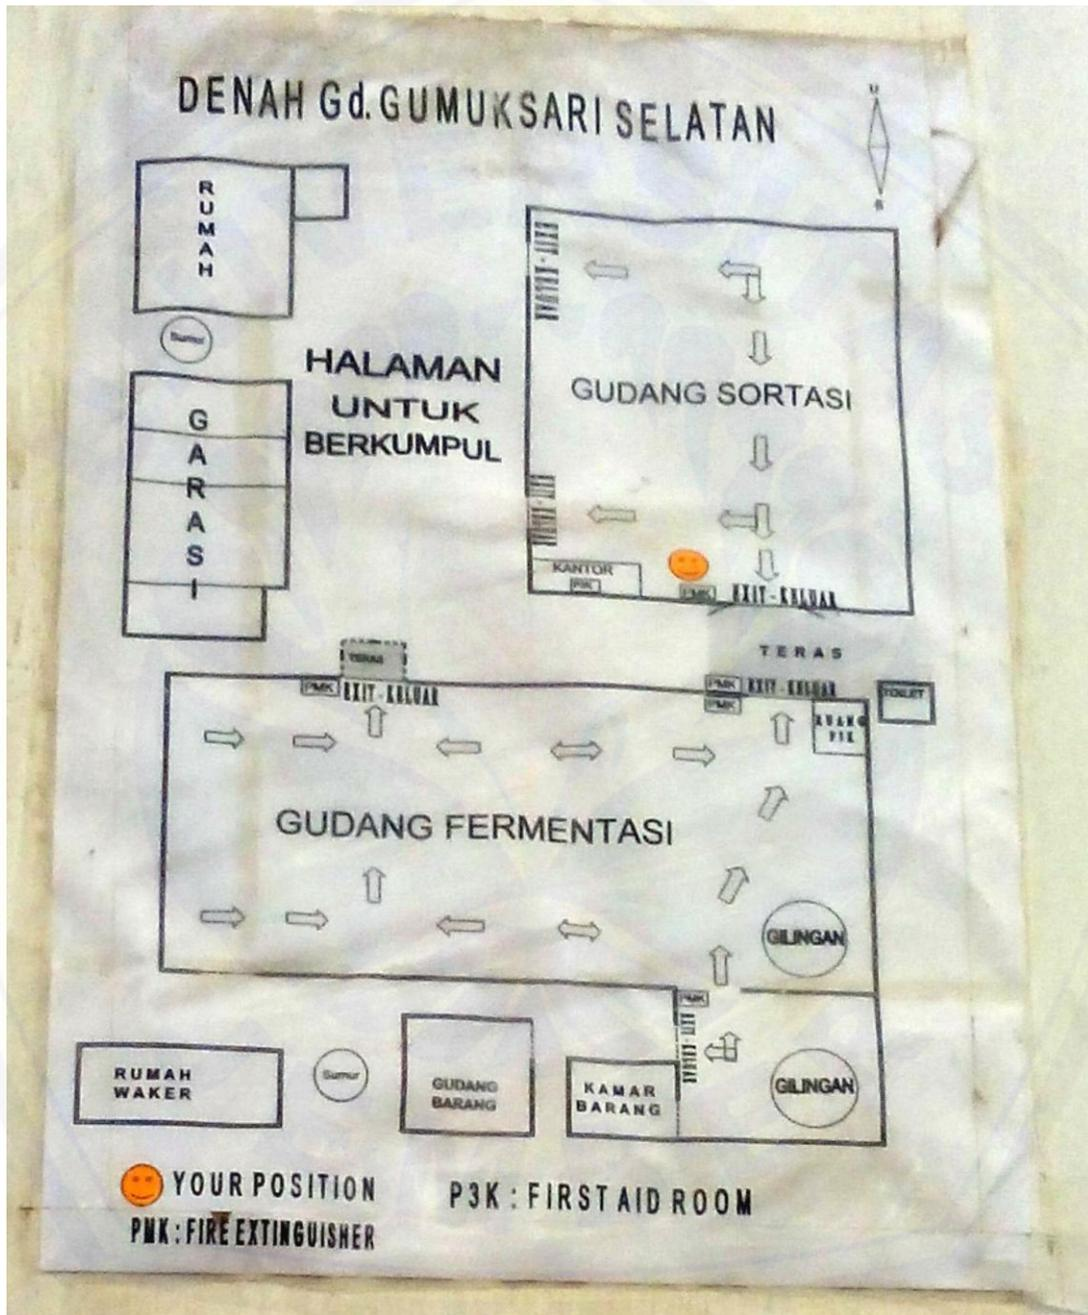 DENAH Gd.GUMUKSARI SELATAN
U
S
RUMAH
Sumur
GARASI
HALAMAN
UNTUK
BERKUMPUL
EXIT - KELUAR
GUDANG SORTASI
EXIT - KELUAR
KANTOR
PMK
EXIT - KELUAR
TERAS
TERAS
PMK
EXIT - KELUAR
PMK
EXIT - KELUAR
PMK
TOILET
RUANG
P3K
GUDANG FERMENTASI
GILINGAN
PMK
EXIT - KELUAR
GILINGAN
RUMAH
WAKER
Sumur
GUDANG
BARANG
KAMAR
BARANG
YOUR POSITION
P3K : FIRST AID ROOM
PMK : FIRE EXTINGUISHER